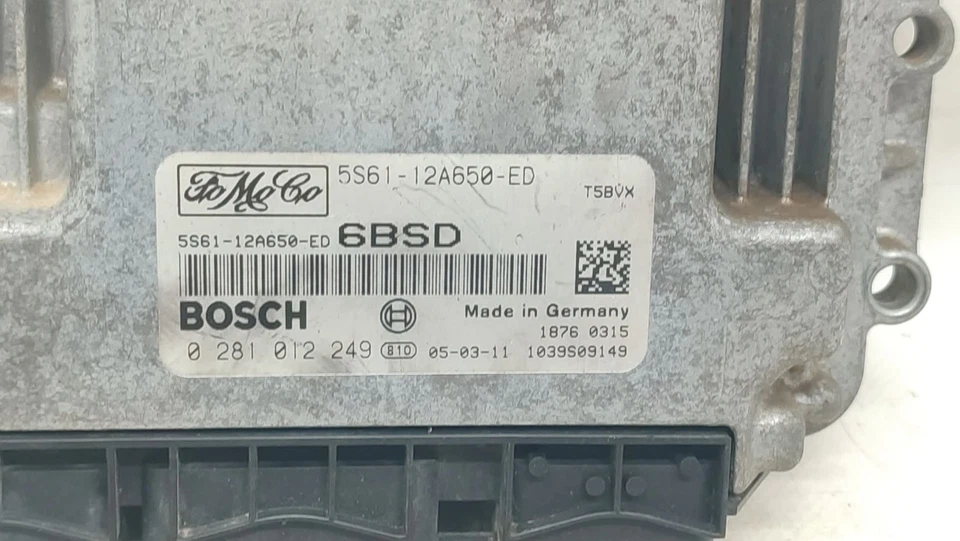 FoMoCo 5S61-12A650-ED
T5BVX
5S61-12A650-ED 6BSD
BOSCH Made in Germany
1876 0315
0 281 012 249 810 05-03-11 1039S09149